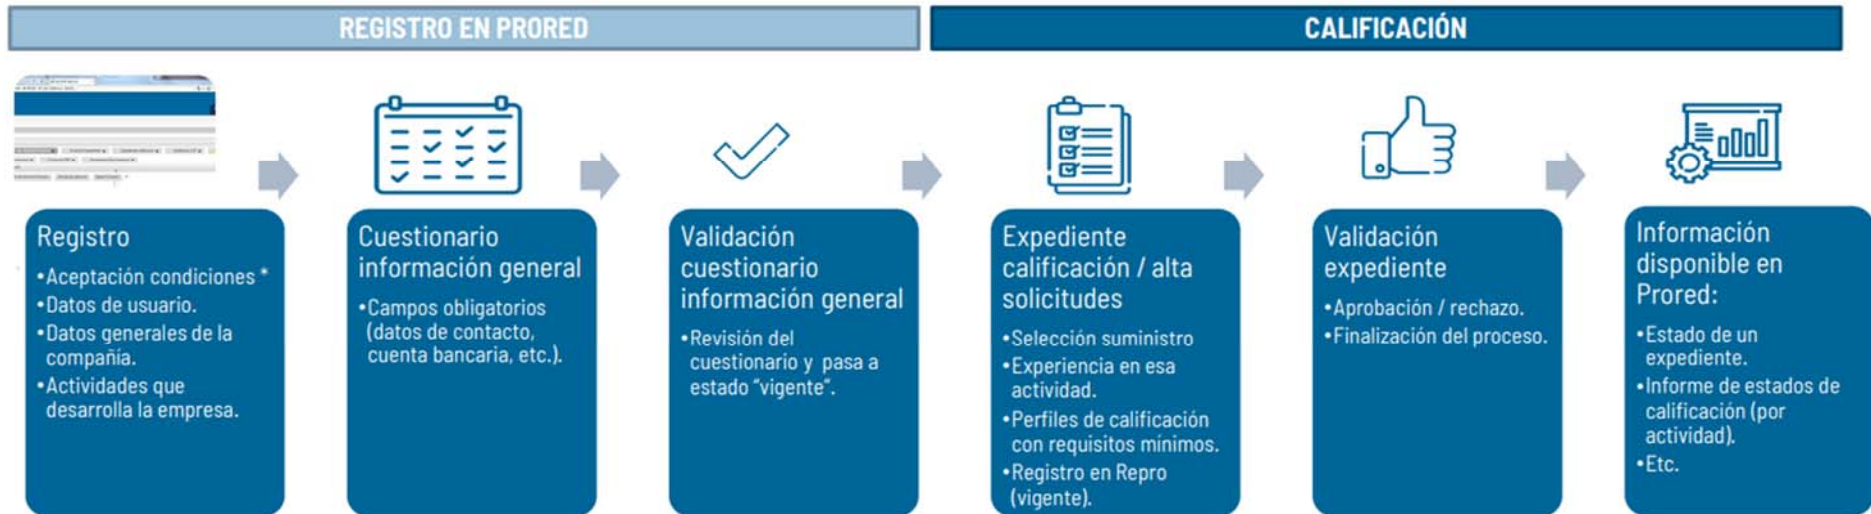 REGISTRO EN PRORED
CALIFICACIÓN
Registro
•Aceptación condiciones *
•Datos de usuario.
•Datos generales de la
compañía.
•Actividades que
desarrolla la empresa.
Cuestionario
información general
•Campos obligatorios
(datos de contacto,
cuenta bancaria, etc.).
Validación
cuestionario
información general
•Revisión del
cuestionario y pasa a
estado "vigente".
Expediente
calificación / alta
solicitudes
•Selección suministro
•Experiencia en esa
actividad.
•Perfiles de calificación
con requisitos mínimos.
•Registro en Repro
(vigente).
Validación
expediente
•Aprobación / rechazo.
•Finalización del proceso.
Información
disponible en
Prored:
•Estado de un
expediente.
•Informe de estados de
calificación (por
actividad).
•Etc.